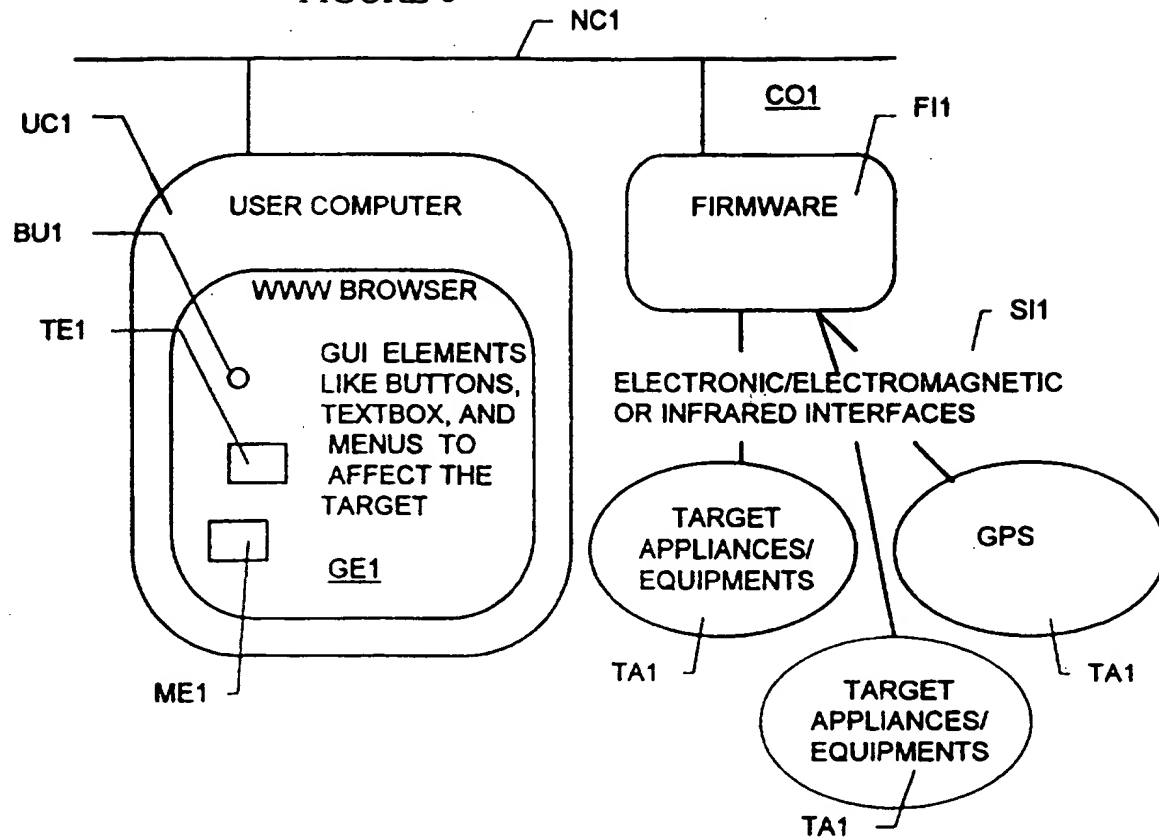 NC1
CO1
FI1
UC1
USER COMPUTER
FIRMWARE
BU1
WWW BROWSER
TE1
SI1
GUI ELEMENTS
LIKE BUTTONS,
TEXTBOX, AND
MENUS TO
AFFECT THE
TARGET
ELECTRONIC/ELECTROMAGNETIC
OR INFRARED INTERFACES
TARGET
APPLIANCES/
EQUIPMENTS
GPS
GE1
ME1
TA1
TA1
TARGET
APPLIANCES/
EQUIPMENTS
TA1